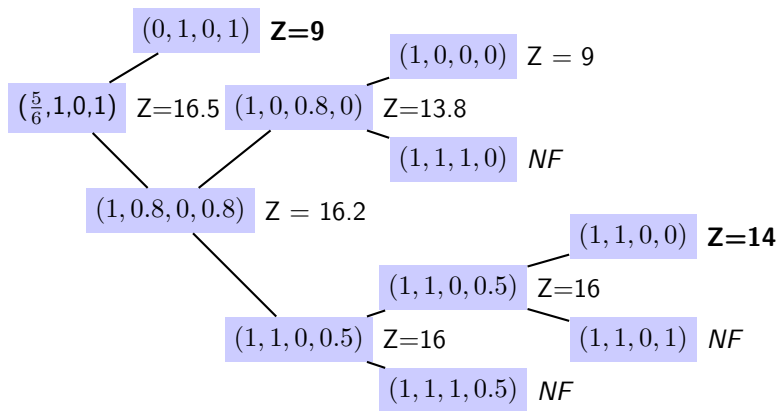 (0, 1, 0, 1) Z=9
(1, 0, 0, 0) Z = 9
(5/6,1,0,1) Z=16.5
(1, 0, 0.8, 0) Z=13.8
(1, 1, 1, 0) NF
(1, 0.8, 0, 0.8) Z = 16.2
(1, 1, 0, 0) Z=14
(1, 1, 0, 0.5) Z=16
(1, 1, 0, 0.5) Z=16
(1, 1, 0, 1) NF
(1, 1, 1, 0.5) NF